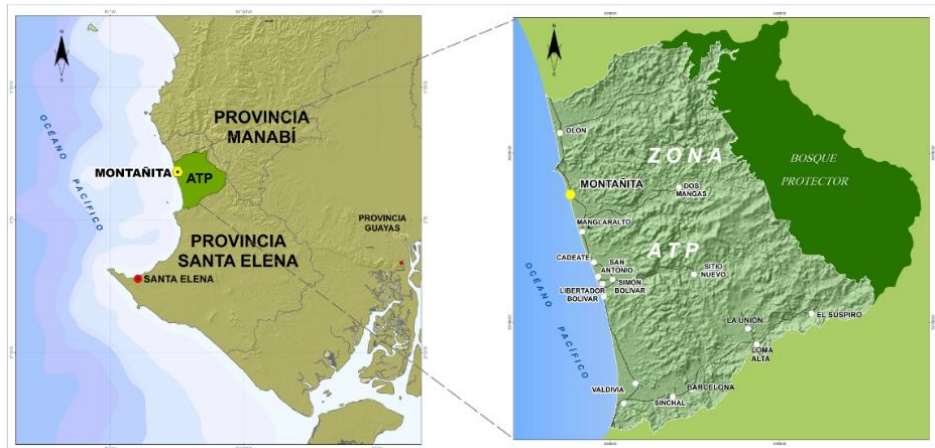 N
S
PROVINCIA
MANABÍ
OCÉANO
PACÍFICO
MONTAÑITA
ATP
PROVINCIA
GUAYAS
PROVINCIA
SANTA ELENA
SANTA ELENA
N
S
OLON
ZONA
BOSQUE
PROTECTOR
MONTAÑITA
DOS
MANGAS
MANGLARALTO
ATP
CADEATE
SAN
ANTONIO
SITIO
NUEVO
SIMON
BOLIVAR
LIBERTADOR
BOLIVAR
OCÉANO
PACÍFICO
LA UNION
EL SUSPIRO
LOMA
ALTA
VALDIVIA
BARCELONA
SINCHAL